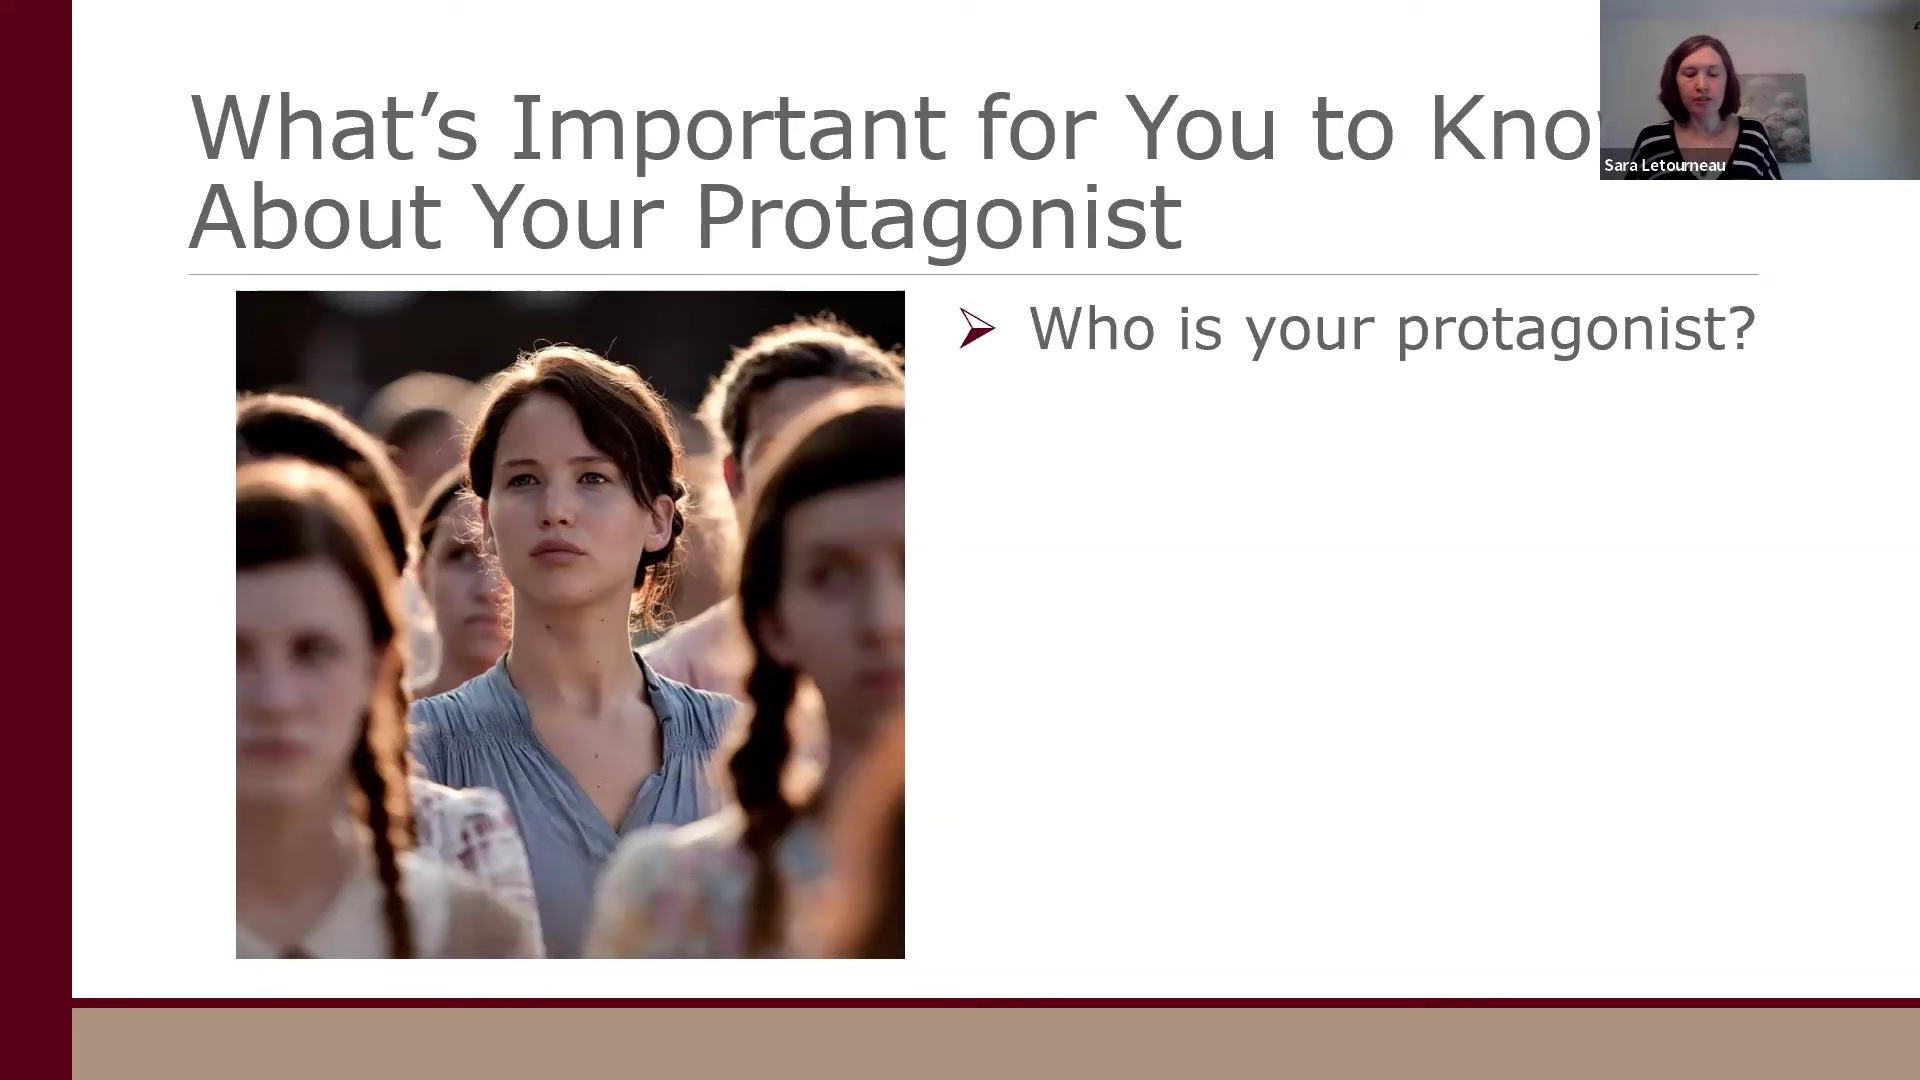 What's Important for You to Kno
About Your Protagonist
Sara Letourneau
Who is your protagonist?